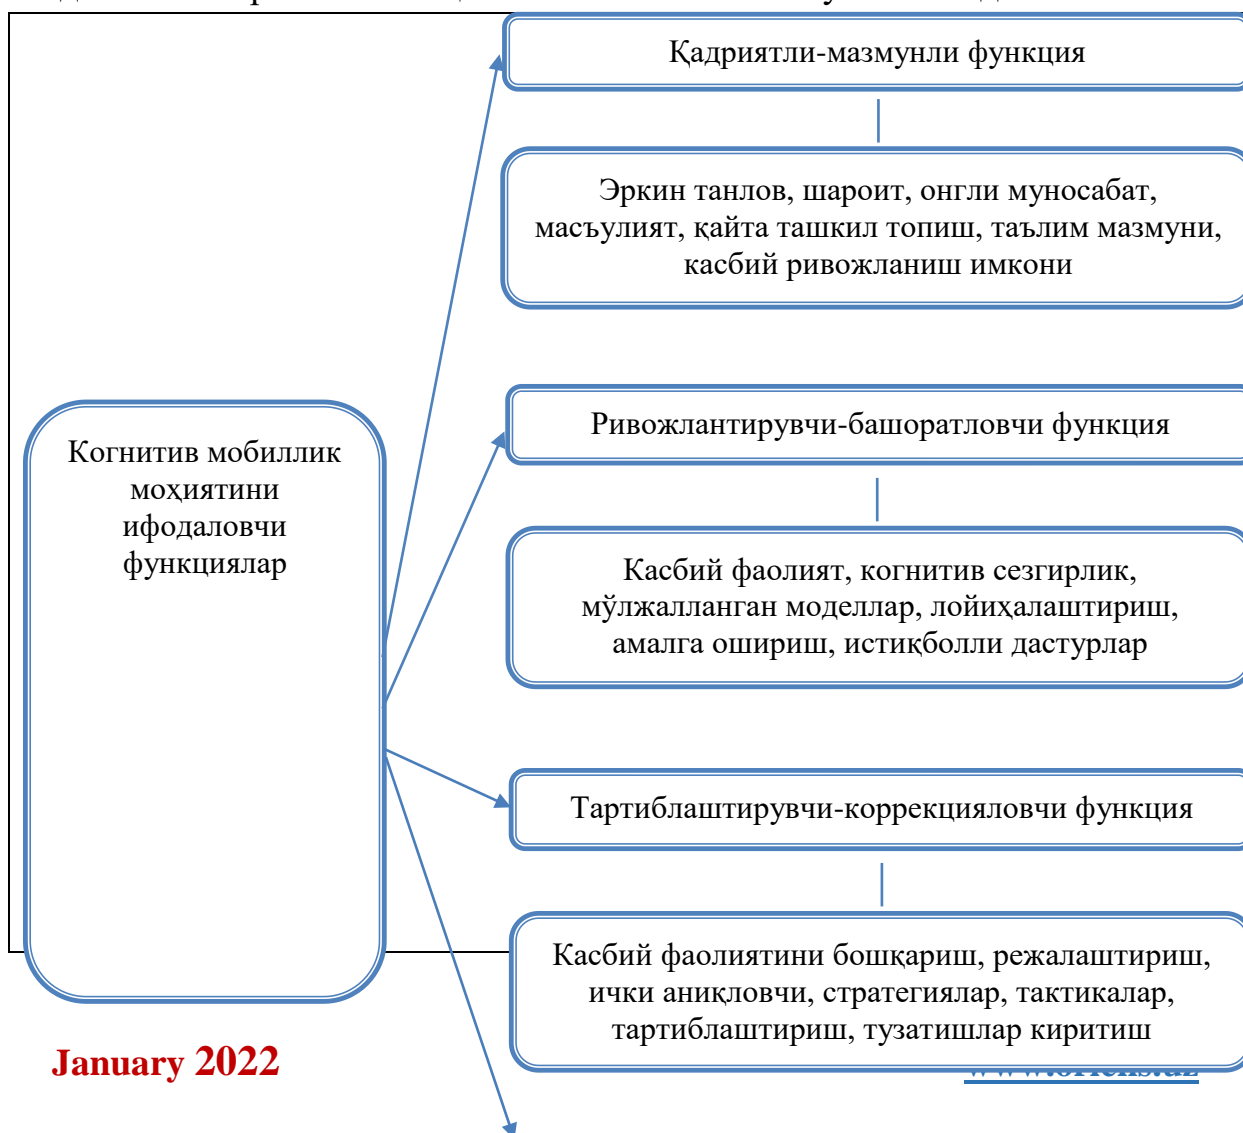 Қадриятли-мазмунли функция
Эркин танлов, шароит, онгли муносабат,
масъулият, қайта ташкил топиш, таълим мазмуни,
касбий ривожланиш имкони
Ривожлантирувчи-башоратловчи функция
Когнитив мобиллик
моҳиятини
ифодаловчи
функциялар
Касбий фаолият, когнитив сезгирлик,
мўлжалланган моделлар, лойиҳалаштириш,
амалга ошириш, истиқболли дастурлар
Тартиблаштирувчи-коррекцияловчи функция
Касбий фаолиятини бошқариш, режалаштириш,
ички аниқловчи, стратегиялар, тактикалар,
тартиблаштириш, тузатишлар киритиш
January 2022